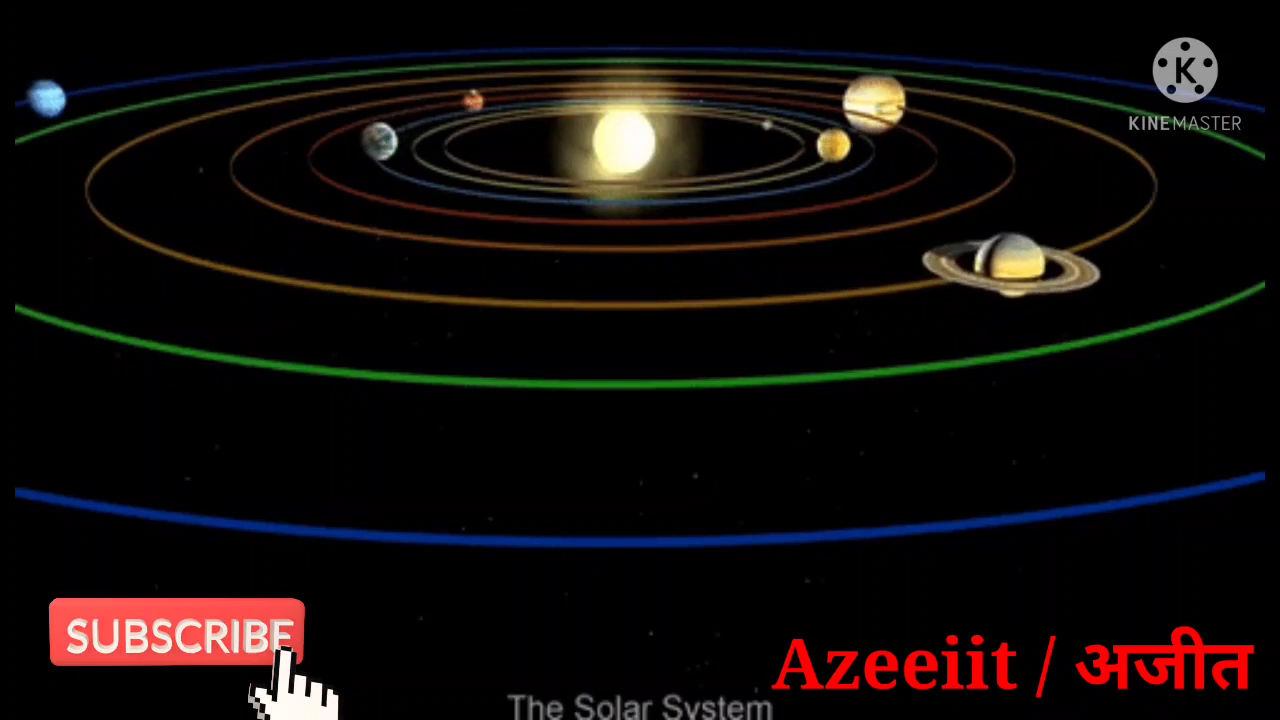 K
KINEMASTER
SUBSCRIBE
Azeeiit / अजीत
The Solar System